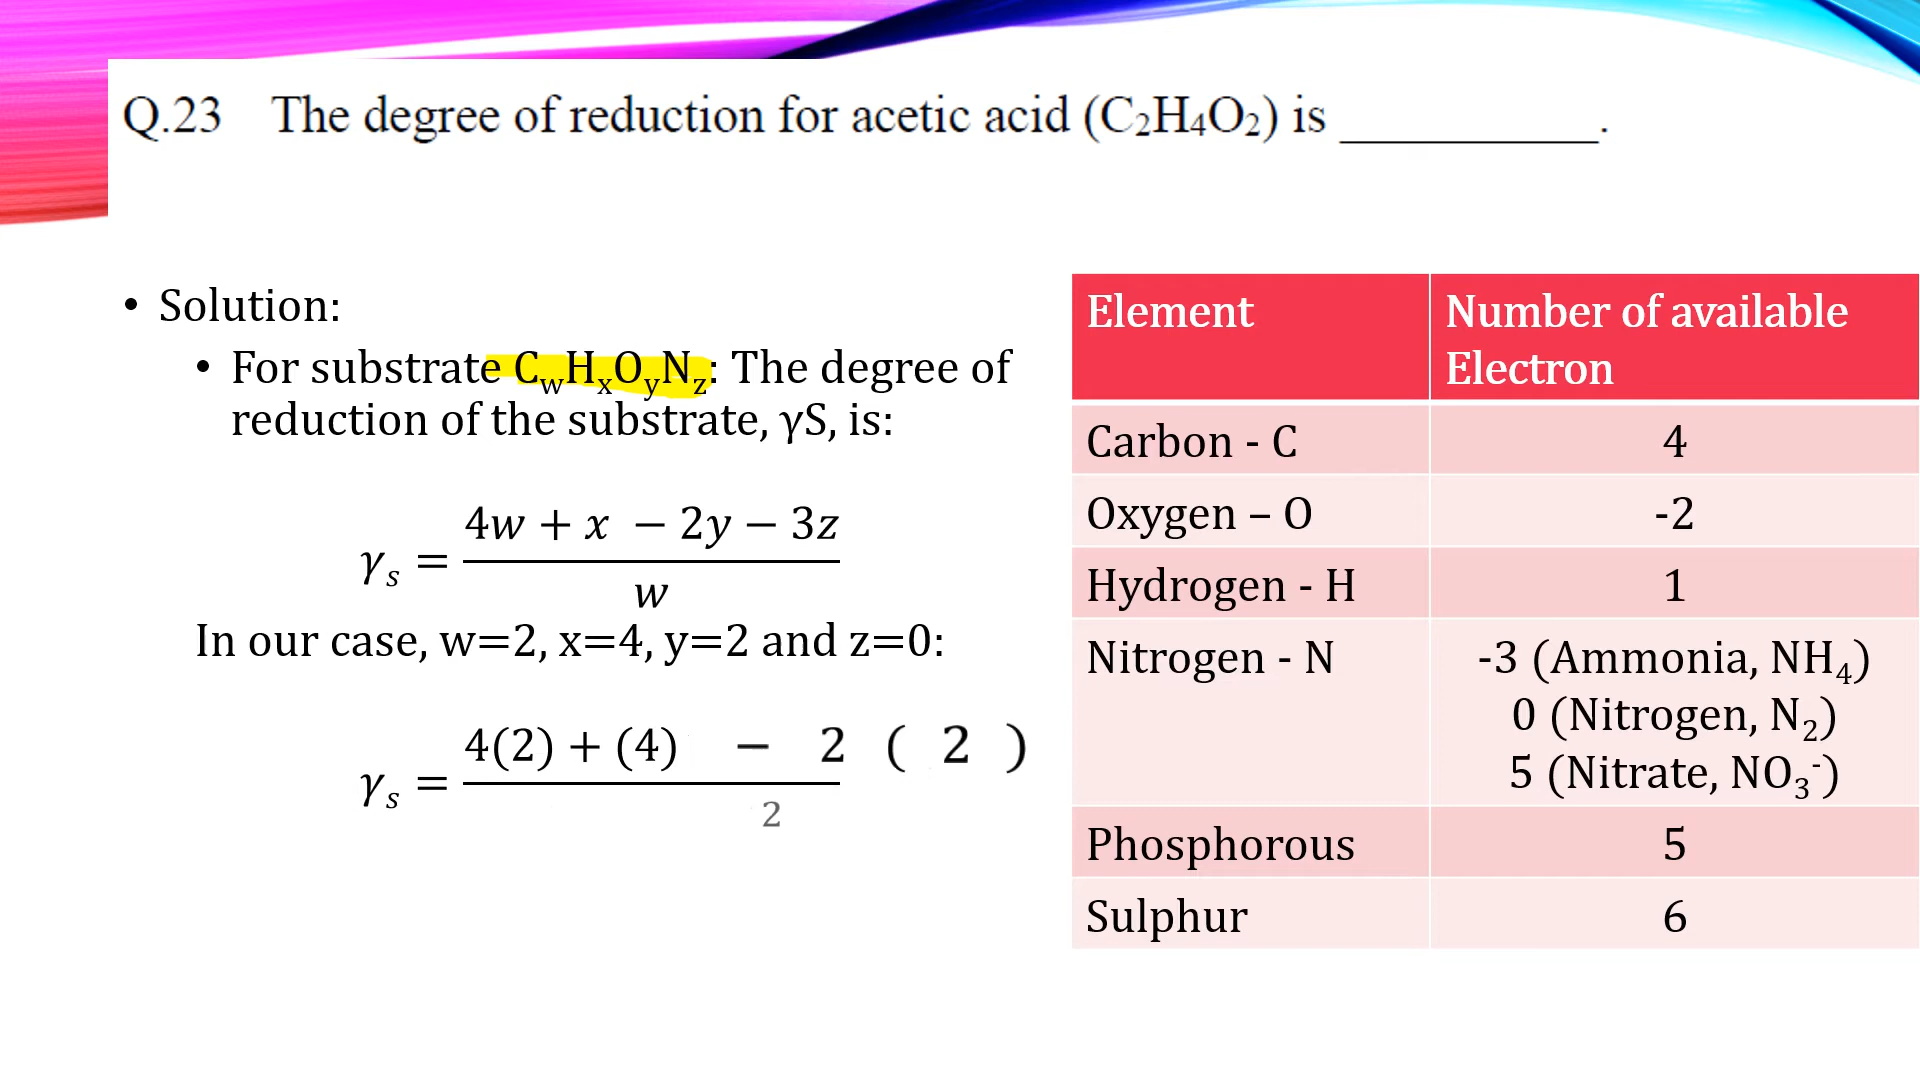 Q.23 The degree of reduction for acetic acid (C₂H₄O₂) is __________.
• Solution:
• For substrate CwHxOyNz: The degree of
reduction of the substrate, γS, is:
γₛ = (4w + x − 2y − 3z) / w
In our case, w=2, x=4, y=2 and z=0:
γₛ = 4(2) + (4) − 2 ( 2 ) / 2
Element Number of available
Electron
Carbon - C 4
Oxygen – O -2
Hydrogen - H 1
Nitrogen - N -3 (Ammonia, NH₄)
0 (Nitrogen, N₂)
5 (Nitrate, NO₃⁻)
Phosphorous 5
Sulphur 6